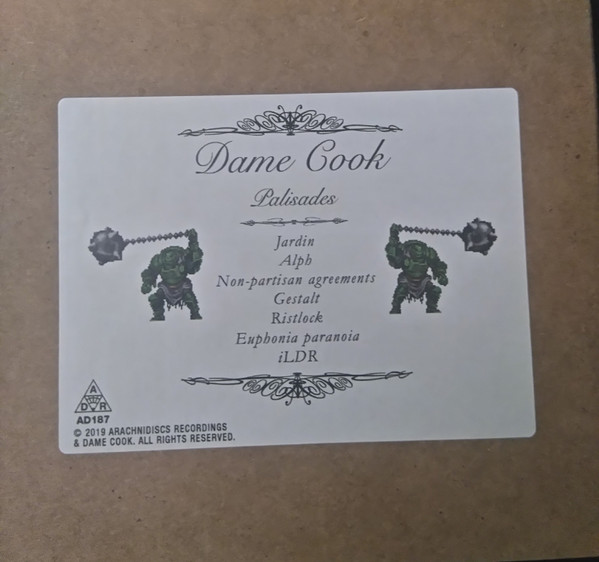 Dame Cook
Palisades
Jardin
Alph
Non-partisan agreements
Gestalt
Ristlock
Euphonia paranoia
iLDR
A
D R
AD187
© 2019 ARACHNIDISCS RECORDINGS
& DAME COOK. ALL RIGHTS RESERVED.